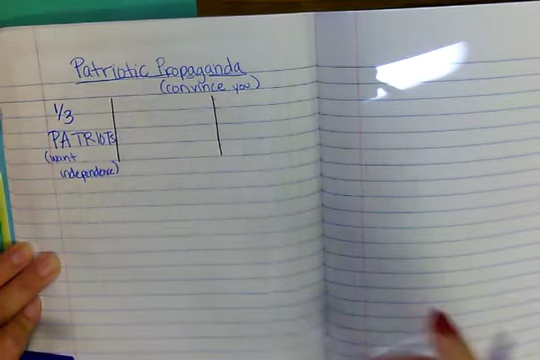 Patriotic Propaganda
(convince you)
1/3
PATRIOTS
(want
independence)